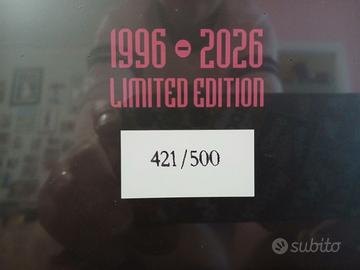 1996 - 2026
LIMITED EDITION
421/500
subito